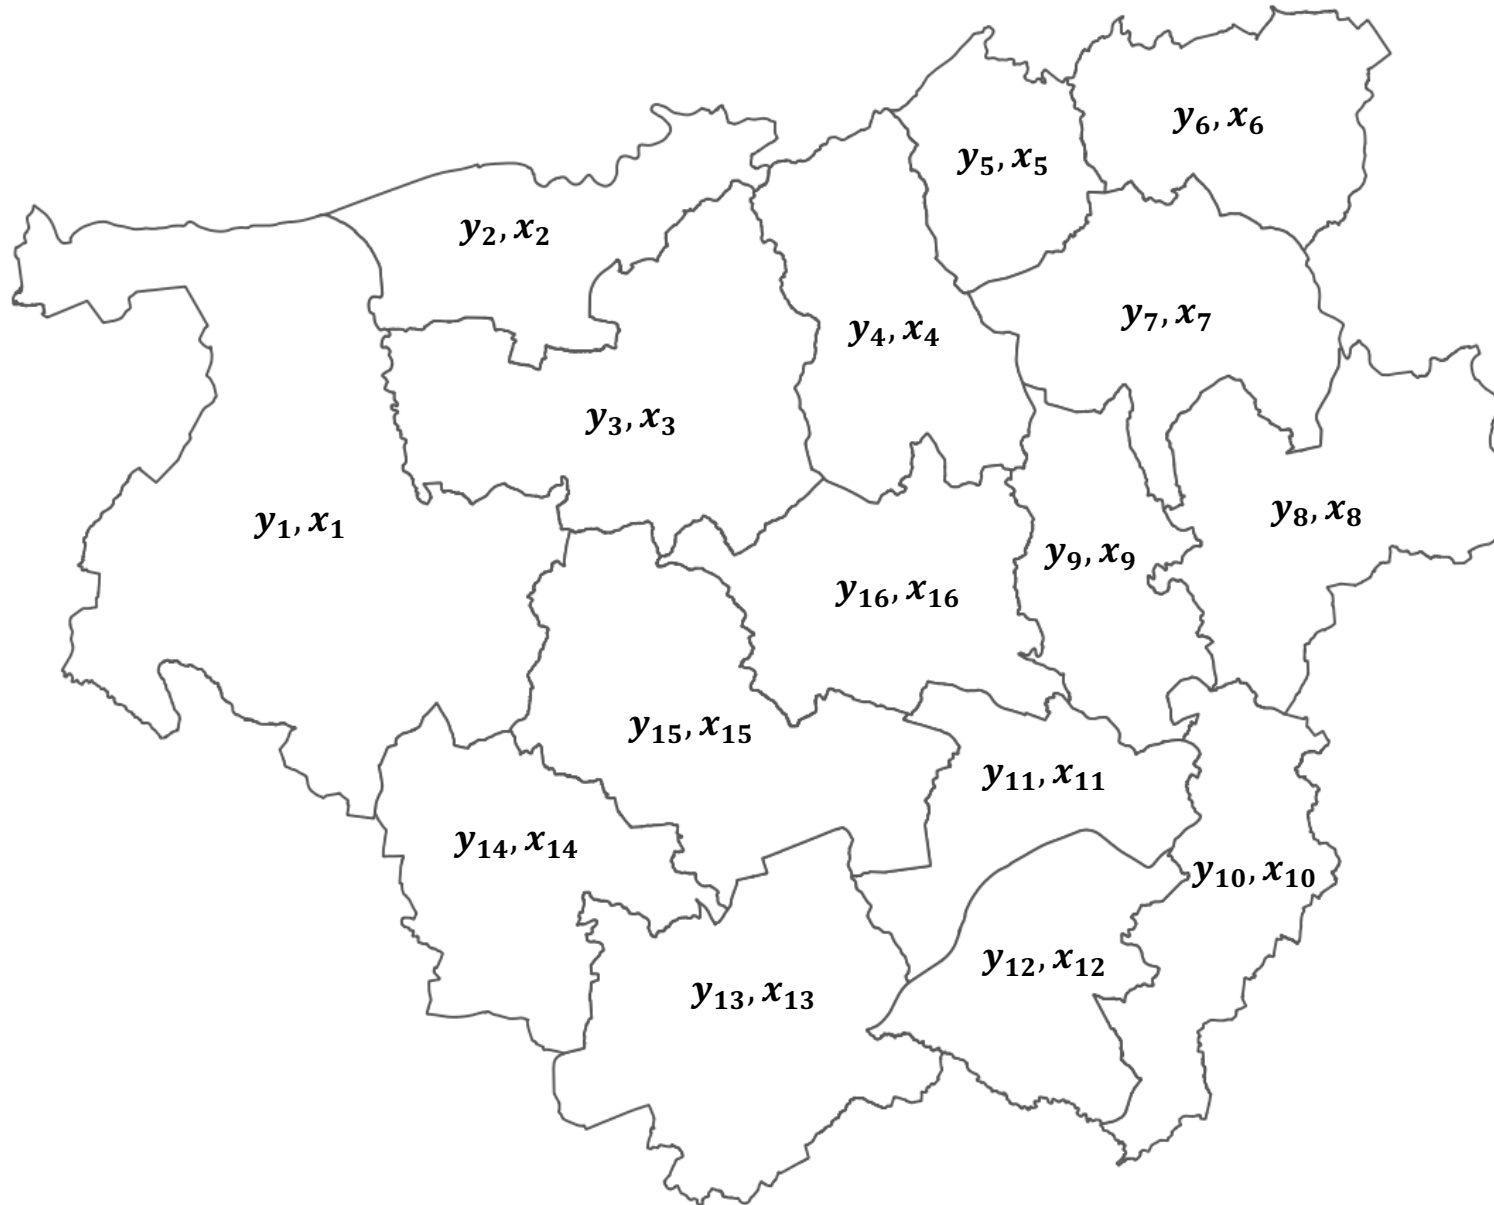 y₆, x₆
y₅, x₅
y₂, x₂
y₇, x₇
y₄, x₄
y₃, x₃
y₈, x₈
y₁, x₁
y₉, x₉
y₁₆, x₁₆
y₁₅, x₁₅
y₁₁, x₁₁
y₁₄, x₁₄
y₁₀, x₁₀
y₁₂, x₁₂
y₁₃, x₁₃